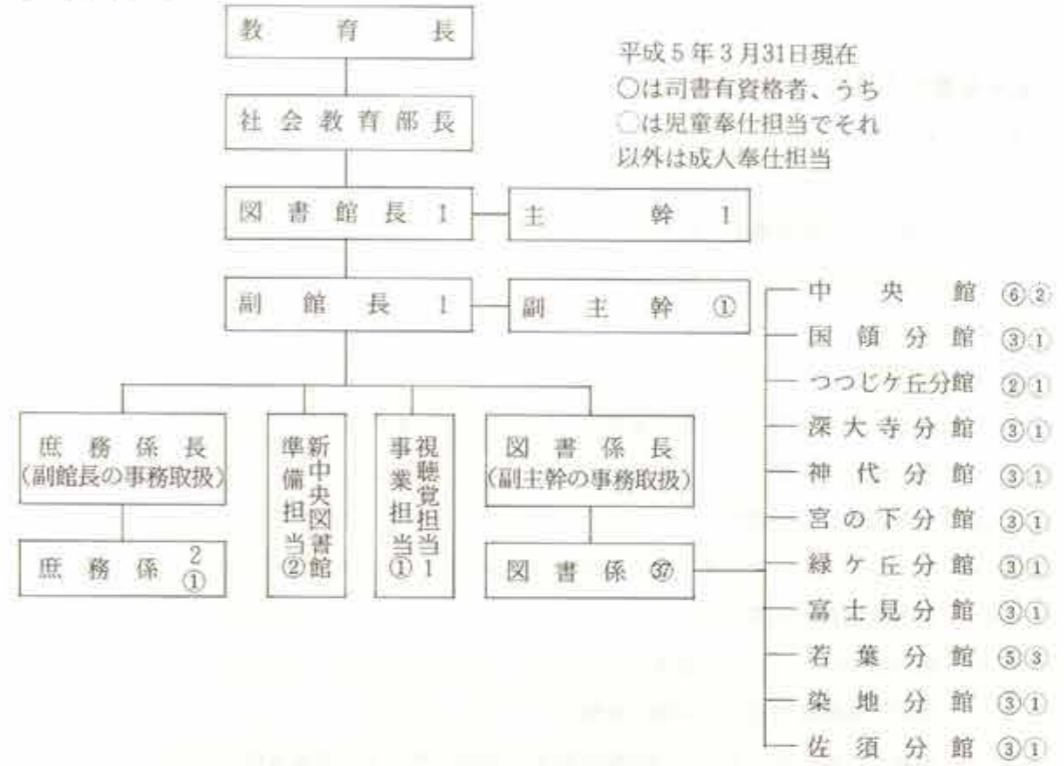 教育長
平成5年3月31日現在
○は司書有資格者、うち
○は児童奉仕担当でそれ
以外は成人奉仕担当
社会教育部長
図書館長 1
主幹 1
副館長 1
副主幹 ①
庶務係長
(副館長の事務取扱)
庶務係 2
①
新中央図書館
準備担当②
視聴覚担当1
事業担当①
図書係長
(副主幹の事務取扱)
図書係 ㊲
中央館 ⑥②
国領分館 ③①
つつじケ丘分館 ②①
深大寺分館 ③①
神代分館 ③①
宮の下分館 ③①
緑ケ丘分館 ③①
富士見分館 ③①
若葉分館 ⑤③
染地分館 ③①
佐須分館 ③①